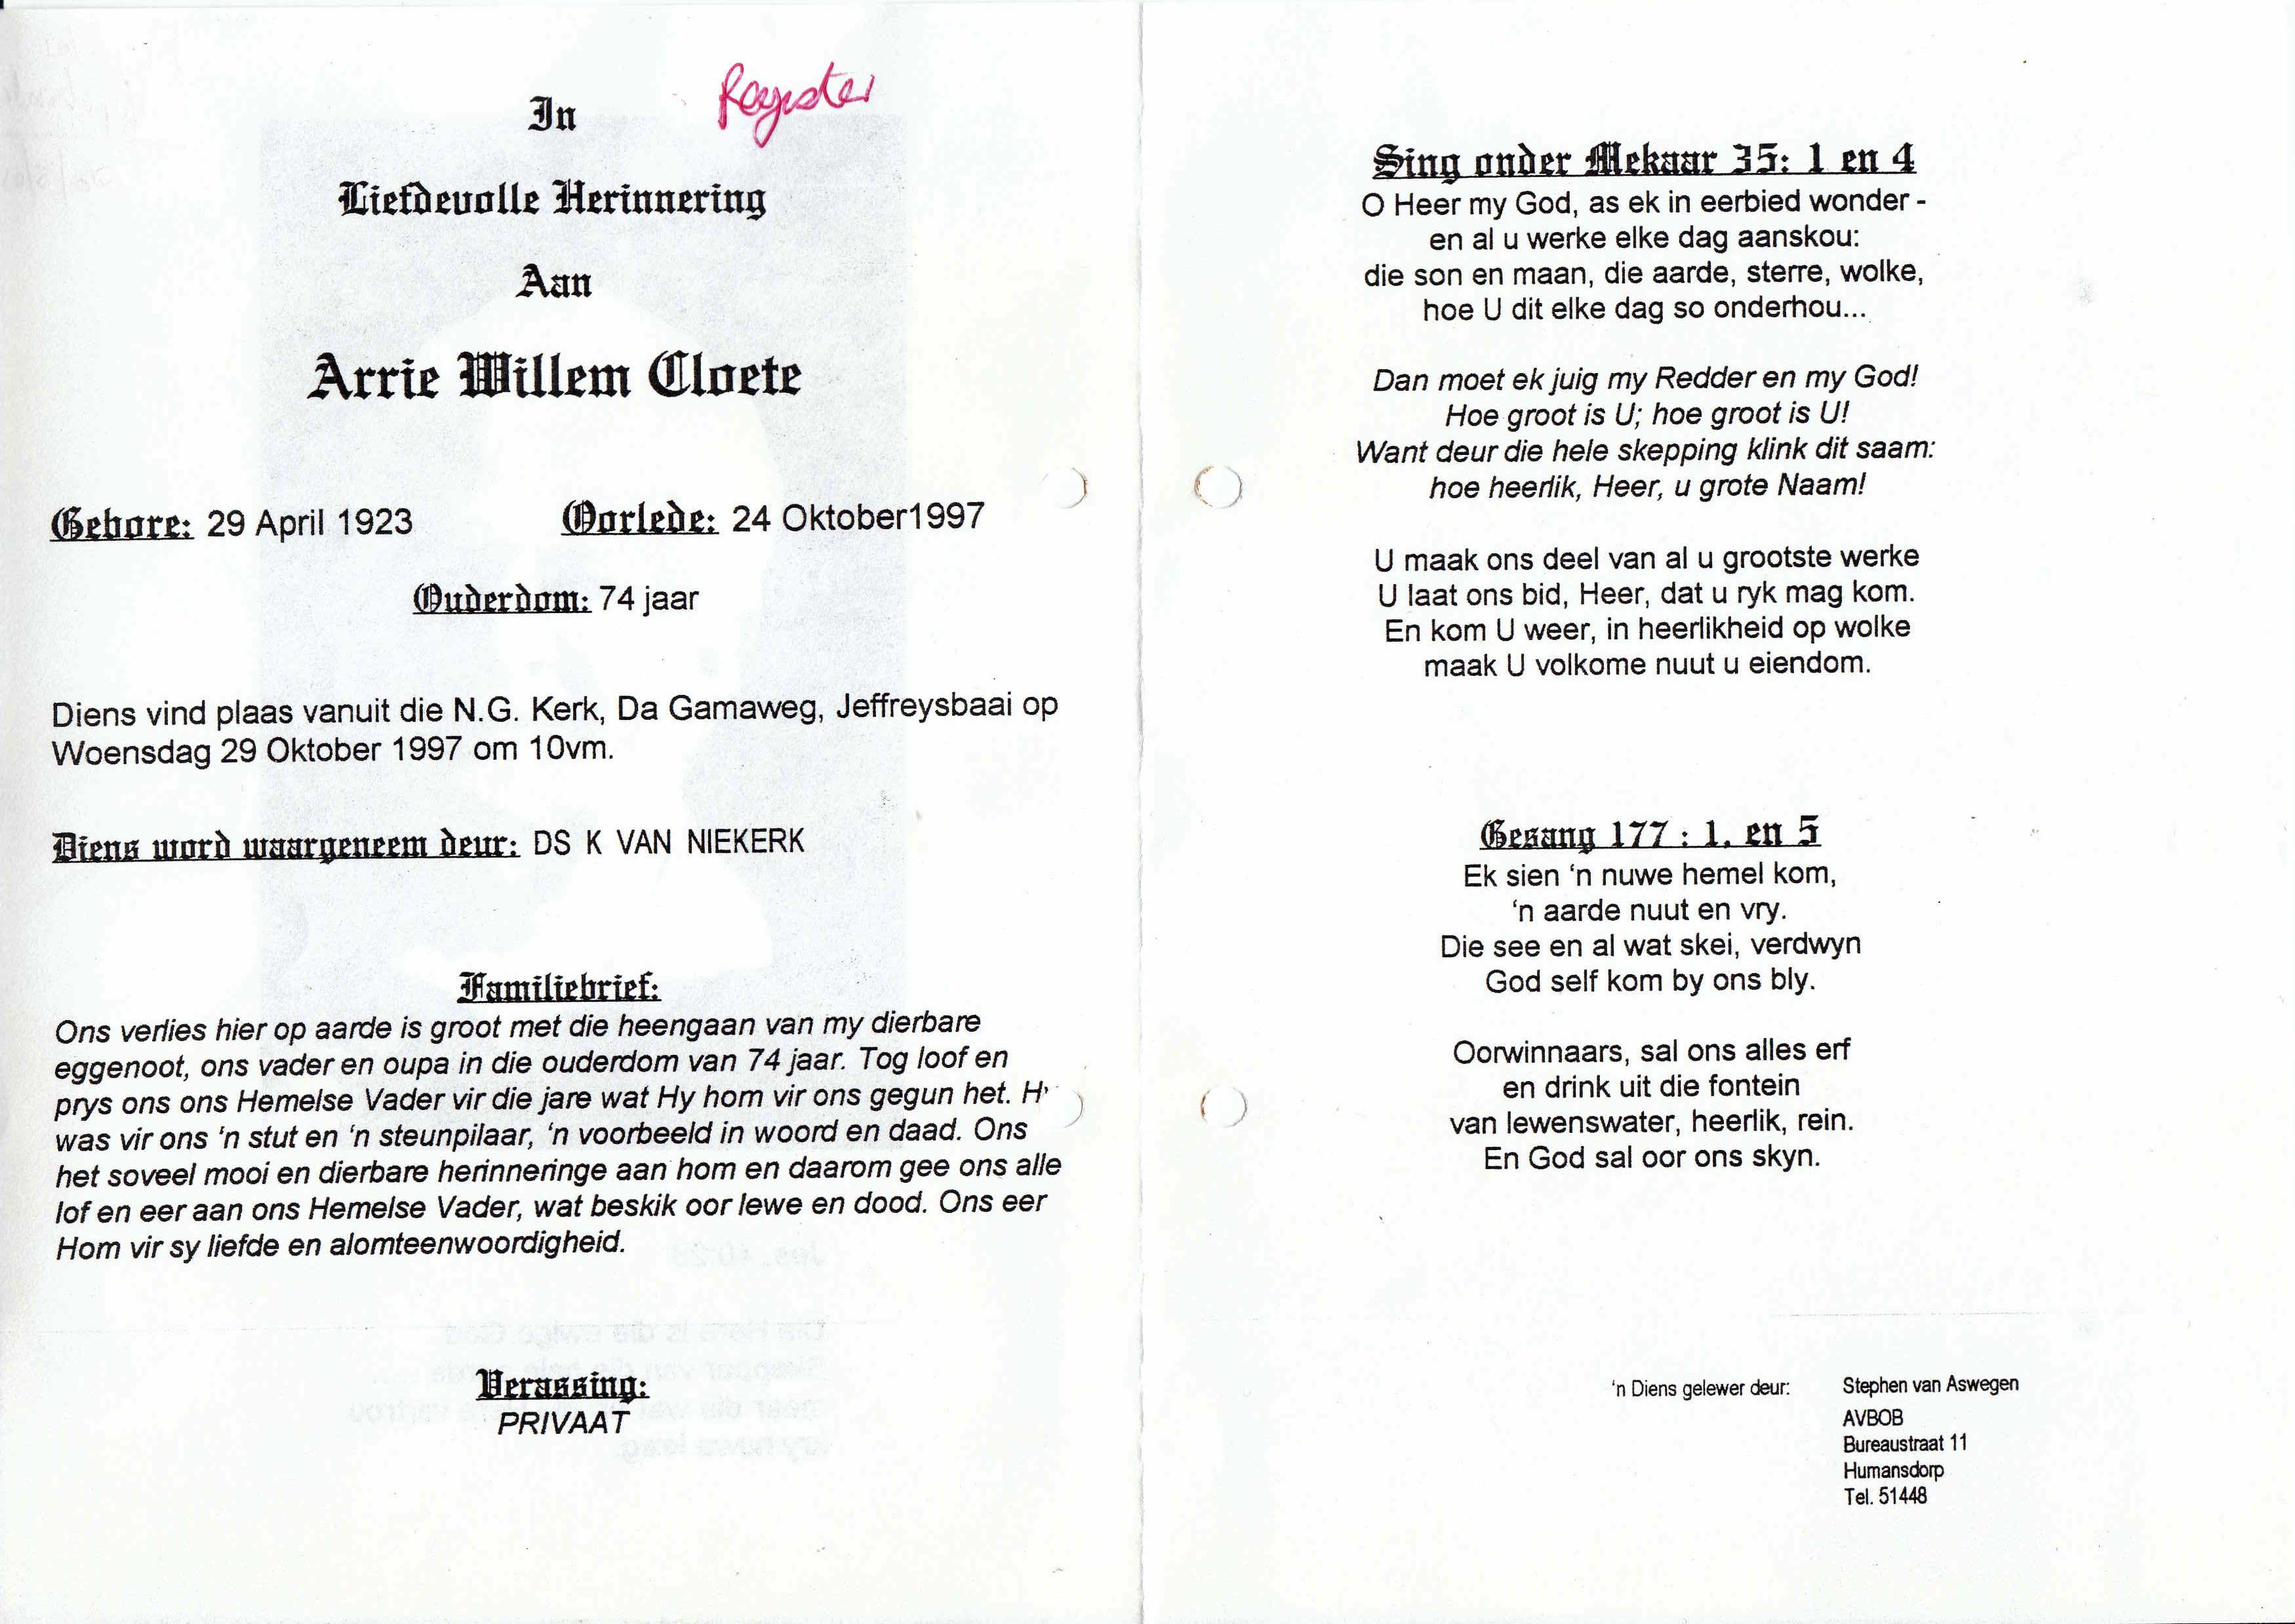 Register
In
Liefdevolle Herinnering
Aan
Arrie Willem Cloete
Gebore: 29 April 1923 Oorlede: 24 Oktober1997
Ouderdom: 74 jaar
Diens vind plaas vanuit die N.G. Kerk, Da Gamaweg, Jeffreysbaai op
Woensdag 29 Oktober 1997 om 10vm.
Diens word waargeneem deur: DS K VAN NIEKERK
Familiebrief:
Ons verlies hier op aarde is groot met die heengaan van my dierbare
eggenoot, ons vader en oupa in die ouderdom van 74 jaar. Tog loof en
prys ons ons Hemelse Vader vir die jare wat Hy hom vir ons gegun het.
was vir ons 'n stut en 'n steunpilaar, 'n voorbeeld in woord en daad. Ons
het soveel mooi en dierbare herinneringe aan hom en daarom gee ons alle
lof en eer aan ons Hemelse Vader, wat beskik oor lewe en dood. Ons eer
Hom vir sy liefde en alomteenwoordigheid.
Verassing:
PRIVAAT
Sing onder Mekaar 35: 1 en 4
O Heer my God, as ek in eerbied wonder -
en al u werke elke dag aanskou:
die son en maan, die aarde, sterre, wolke,
hoe U dit elke dag so onderhou...
Dan moet ek juig my Redder en my God!
Hoe groot is U; hoe groot is U!
Want deur die hele skepping klink dit saam:
hoe heerlik, Heer, u grote Naam!
U maak ons deel van al u grootste werke
U laat ons bid, Heer, dat u ryk mag kom.
En kom U weer, in heerlikheid op wolke
maak U volkome nuut u eiendom.
Gesang 177 : 1. en 5
Ek sien 'n nuwe hemel kom,
'n aarde nuut en vry.
Die see en al wat skei, verdwyn
God self kom by ons bly.
Oorwinnaars, sal ons alles erf
en drink uit die fontein
van lewenswater, heerlik, rein.
En God sal oor ons skyn.
'n Diens gelewer deur: Stephen van Aswegen
AVBOB
Bureaustraat 11
Humansdorp
Tel. 51448